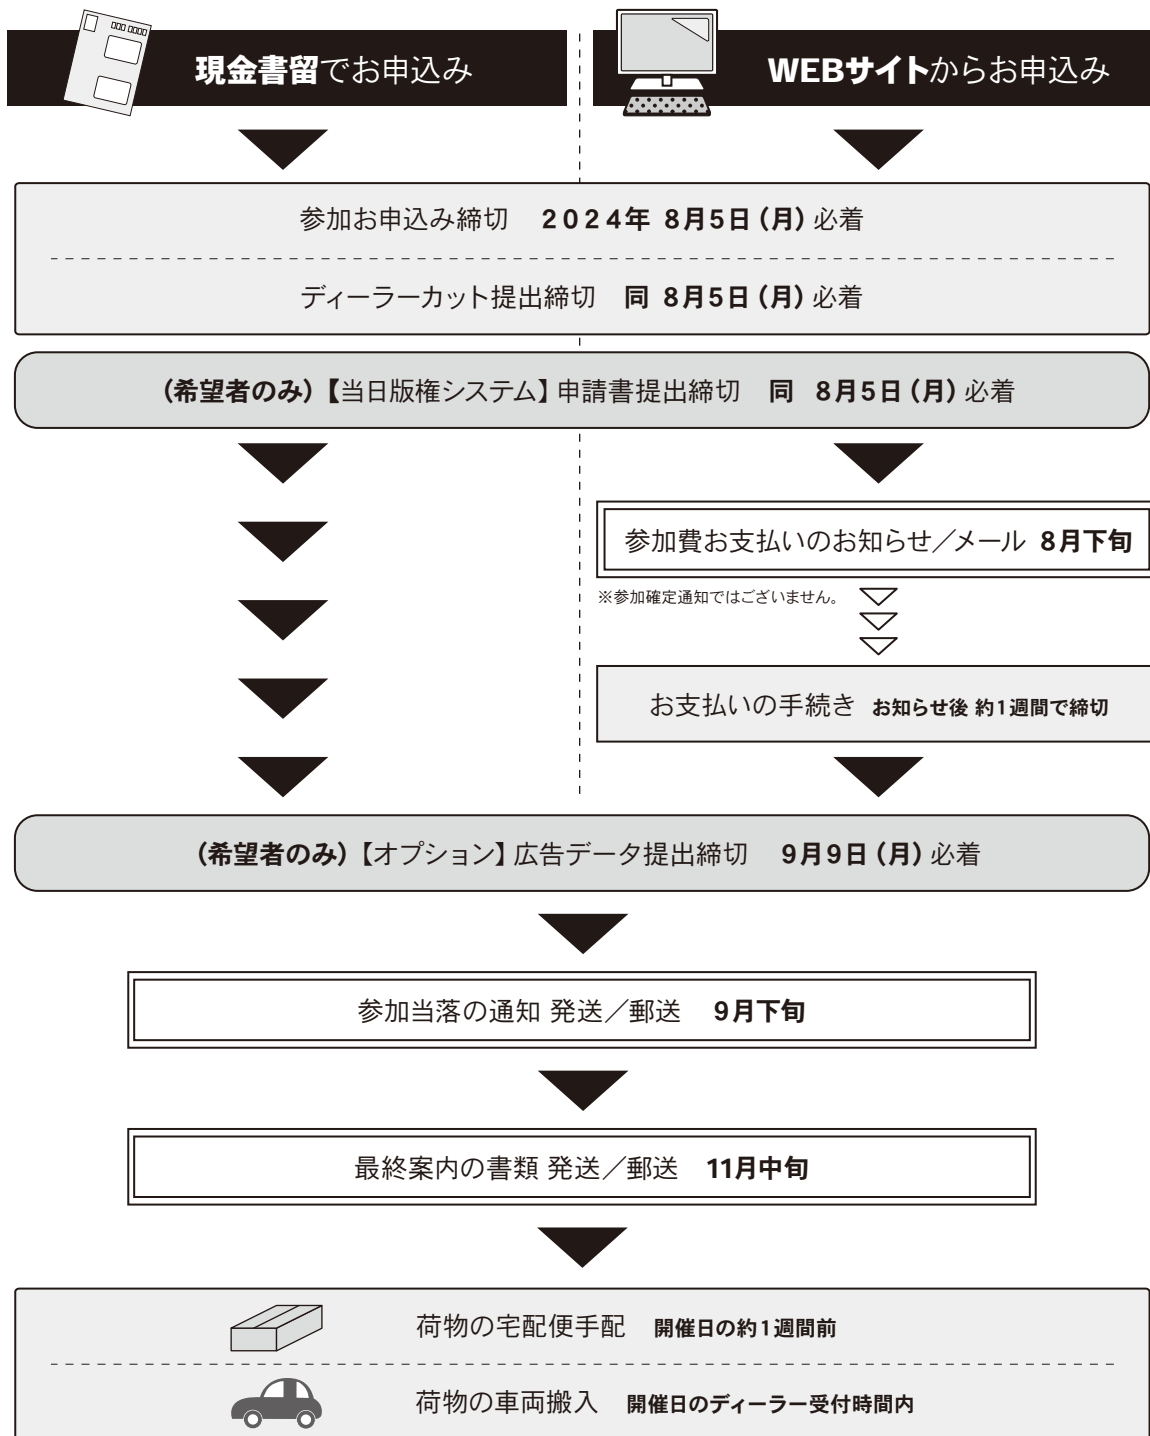 現金書留でお申込み
WEBサイトからお申込み
参加お申込み締切 2024年 8月5日(月)必着
ディーラーカット提出締切 同 8月5日(月)必着
(希望者のみ)【当日版権システム】申請書提出締切 同 8月5日(月)必着
参加費お支払いのお知らせ/メール 8月下旬
※参加確定通知ではございません。
お支払いの手続き お知らせ後 約1週間で締切
(希望者のみ)【オプション】広告データ提出締切 9月9日(月)必着
参加当落の通知 発送/郵送 9月下旬
最終案内の書類 発送/郵送 11月中旬
荷物の宅配便手配 開催日の約1週間前
荷物の車両搬入 開催日のディーラー受付時間内